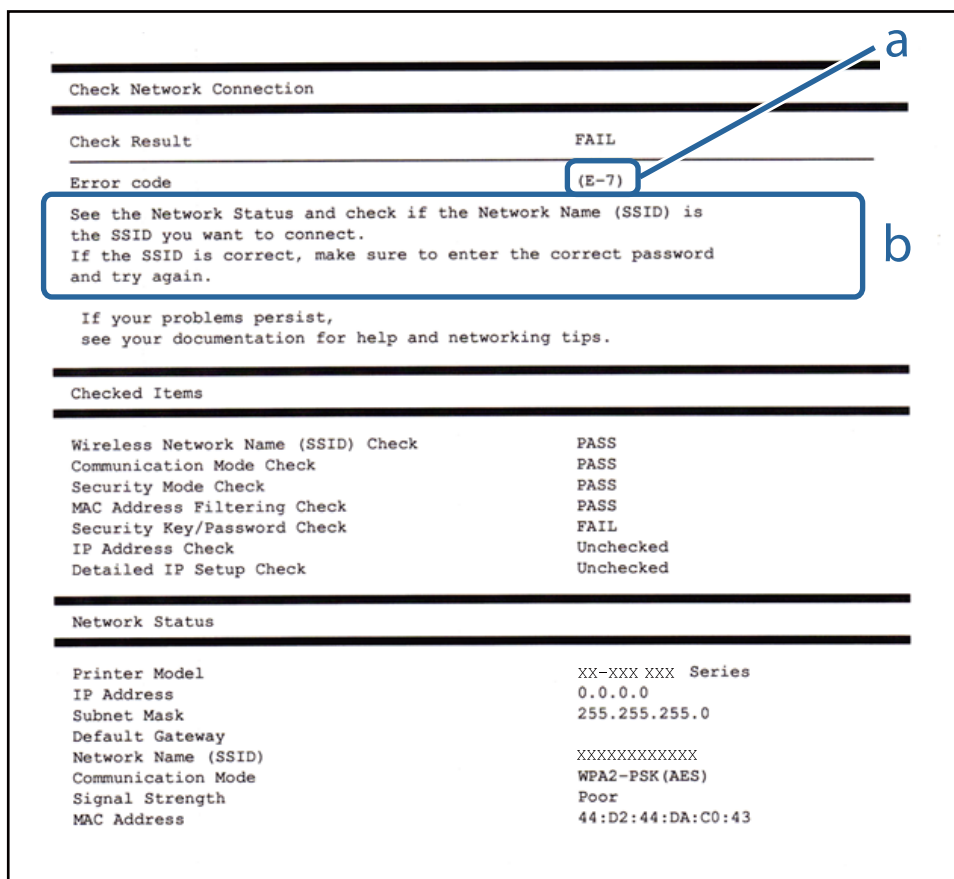 a
Check Network Connection
Check Result FAIL
Error code (E-7)
See the Network Status and check if the Network Name (SSID) is
the SSID you want to connect.
If the SSID is correct, make sure to enter the correct password
and try again.
b
If your problems persist,
see your documentation for help and networking tips.
Checked Items
Wireless Network Name (SSID) Check PASS
Communication Mode Check PASS
Security Mode Check PASS
MAC Address Filtering Check PASS
Security Key/Password Check FAIL
IP Address Check Unchecked
Detailed IP Setup Check Unchecked
Network Status
Printer Model XX-XXX XXX Series
IP Address 0.0.0.0
Subnet Mask 255.255.255.0
Default Gateway
Network Name (SSID) XXXXXXXXXXXX
Communication Mode WPA2-PSK(AES)
Signal Strength Poor
MAC Address 44:D2:44:DA:C0:43